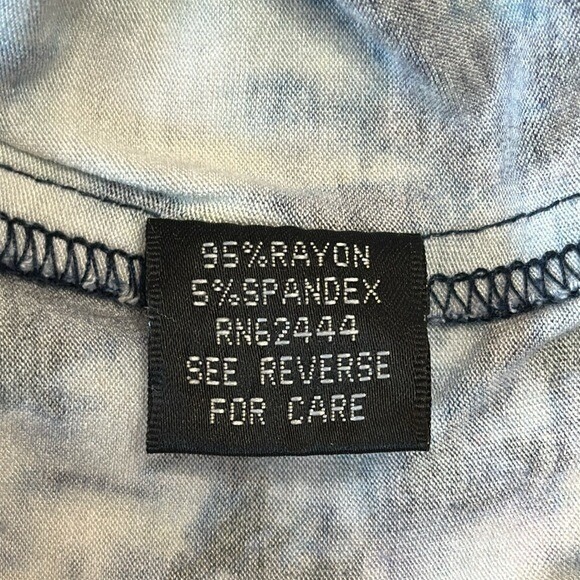 95%RAYON
5%SPANDEX
RN62444
SEE REVERSE
FOR CARE